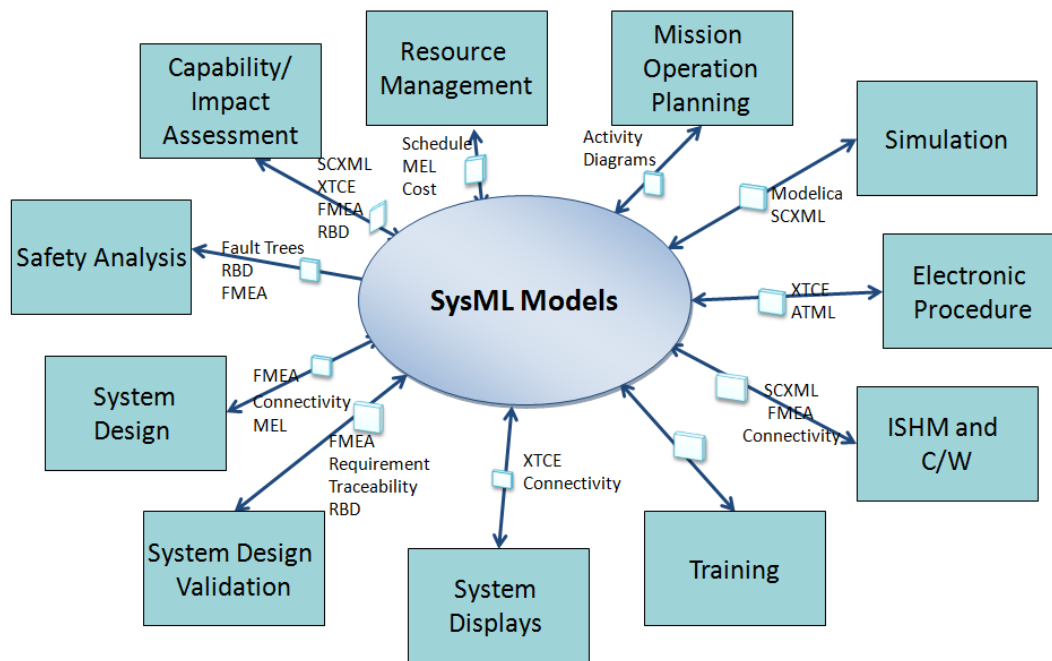 Capability/
Impact
Assessment
Resource
Management
Mission
Operation
Planning
Simulation
SCXML
XTCE
FMEA
RBD
Schedule
MEL
Cost
Activity
Diagrams
Modelica
SCXML
Safety Analysis
Fault Trees
RBD
FMEA
SysML Models
XTCE
ATML
Electronic
Procedure
System
Design
FMEA
Connectivity
MEL
SCXML
FMEA
Connectivity
ISHM and
C/W
FMEA
Requirement
Traceability
RBD
XTCE
Connectivity
System Design
Validation
System
Displays
Training